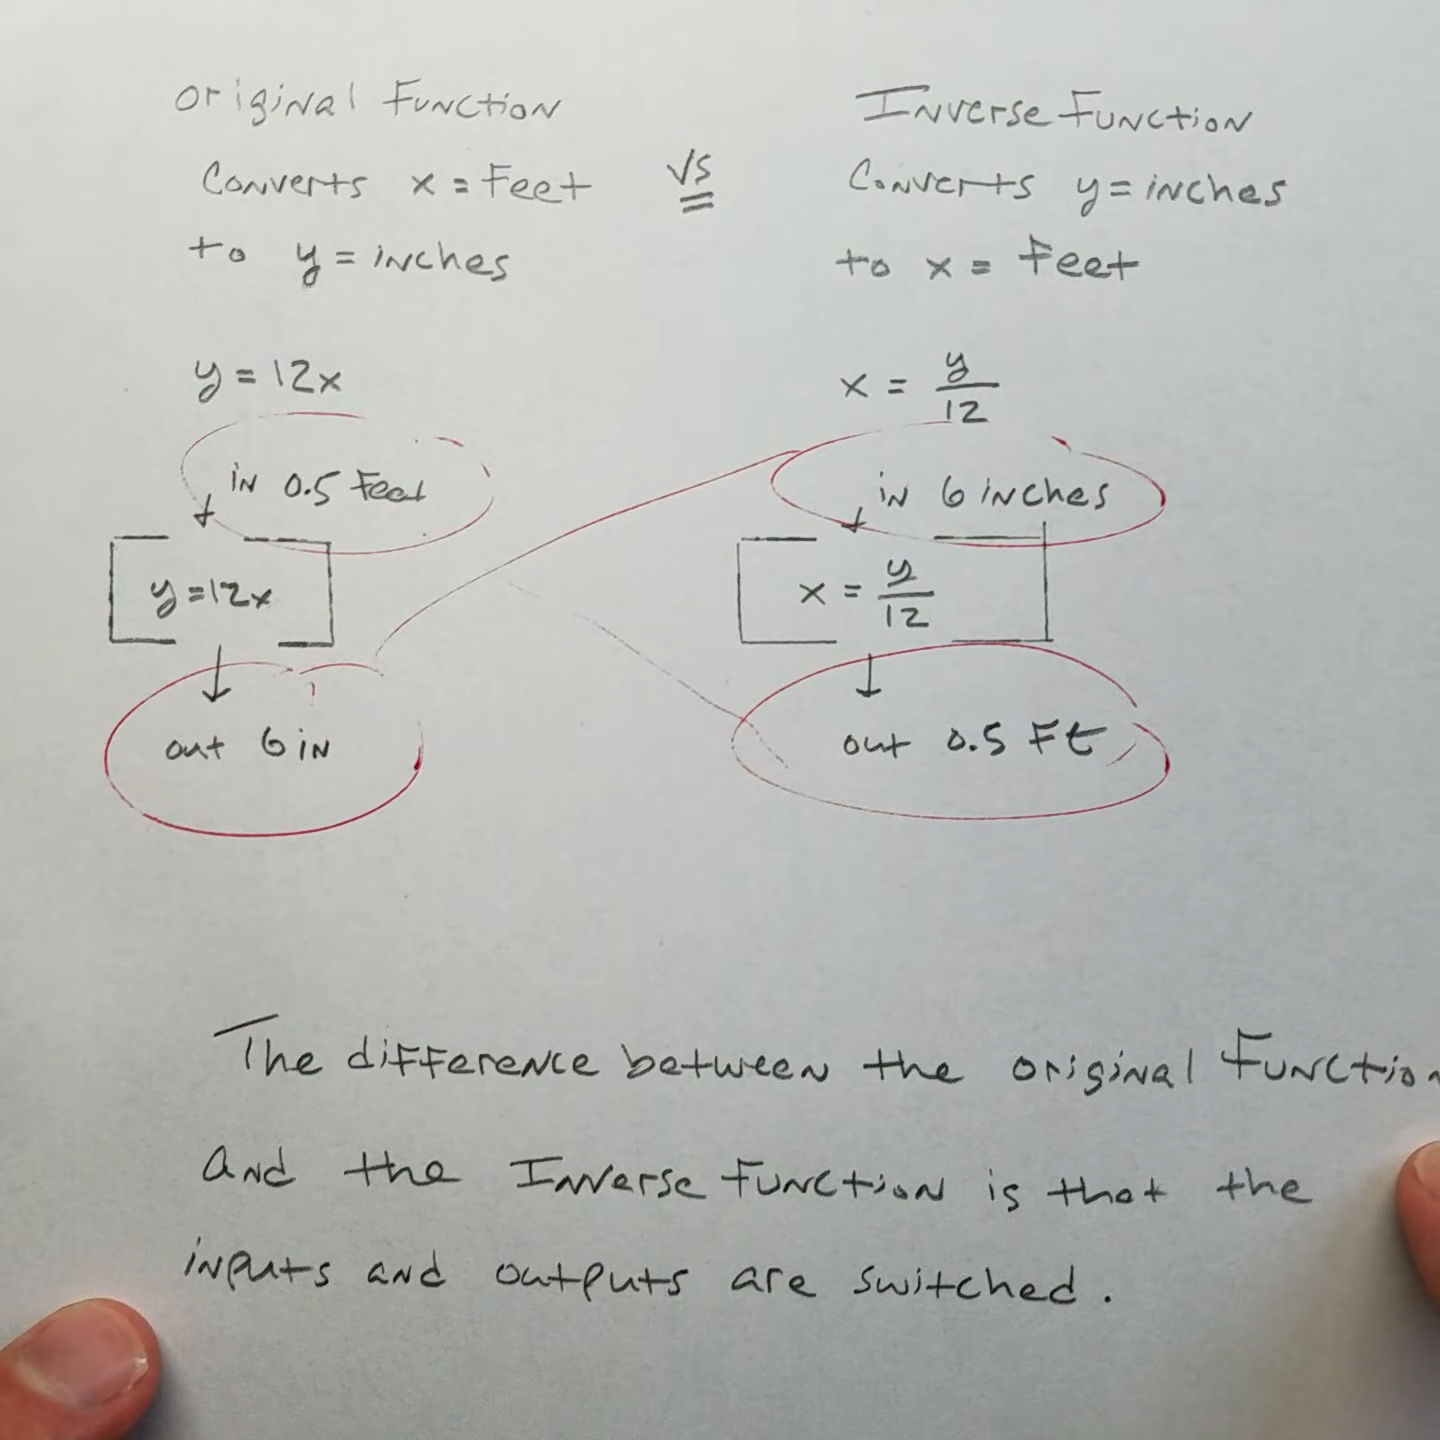 Original Function
Converts x = Feet
to y = inches
y = 12x
in 0.5 Feet
y = 12x
out 6 in
VS
Inverse Function
Converts y = inches
to x = Feet
x = y/12
in 6 inches
x = y/12
out 0.5 Ft
The difference between the original Function
and the Inverse function is that the
inputs and outputs are switched.